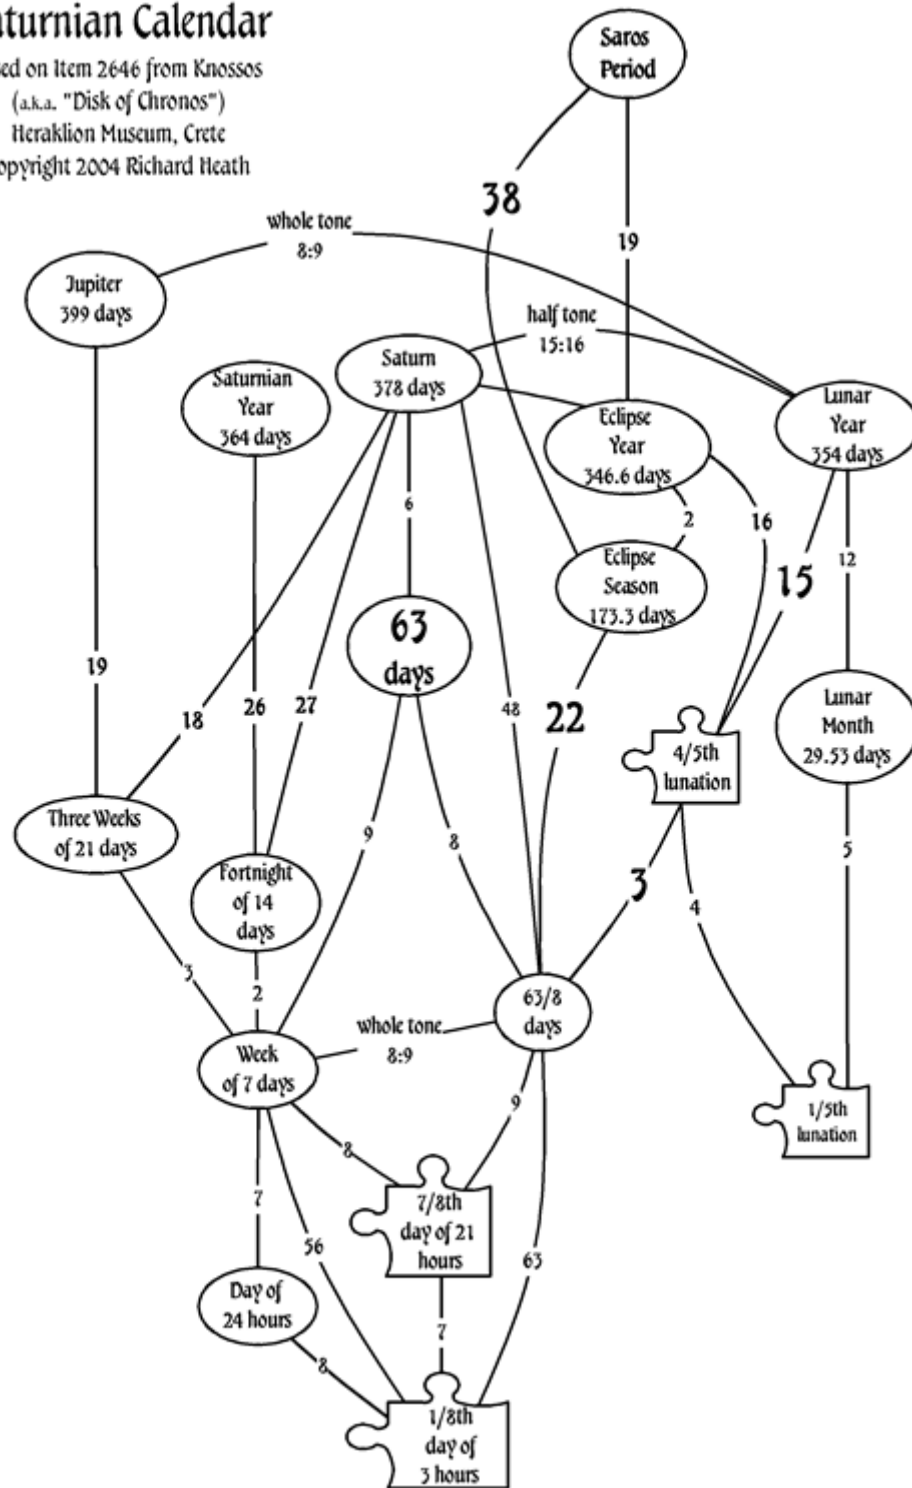 aturnian Calendar
ed on Item 2646 from Knossos
(a.k.a. "Disk of Chronos")
Heraklion Museum, Crete
opyright 2004 Richard Heath
Saros
Period
38
19
whole tone
8:9
Jupiter
399 days
half tone
15:16
Saturn
378 days
Saturnian
Year
364 days
Lunar
Year
354 days
Eclipse
Year
346.6 days
6
2
16
15
12
Eclipse
Season
173.3 days
63
days
19
18
26
27
48
22
Lunar
Month
29.53 days
4/5th
lunation
Three Weeks
of 21 days
9
8
5
Fortnight
of 14
days
3
4
3
2
63/8
days
whole tone
8:9
Week
of 7 days
9
1/5th
lunation
8
7
7/8th
day of 21
hours
56
63
Day of
24 hours
7
8
1/8th
day of
3 hours